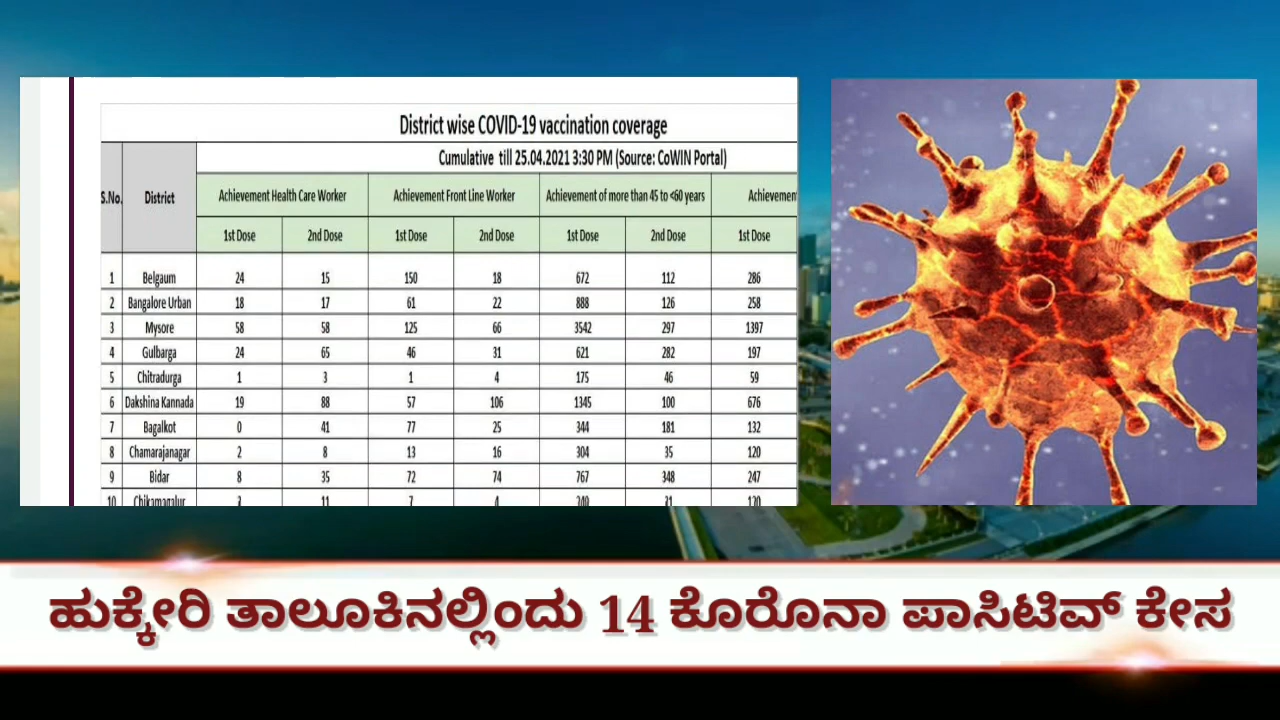 District wise COVID-19 vaccination coverage
Cumulative till 25.04.2021 3:30 PM (Source: CoWIN Portal)
S.No. District Achievement Health Care Worker Achievement Front Line Worker Achievement of more than 45 to <60 years Achievemen
1st Dose 2nd Dose 1st Dose 2nd Dose 1st Dose 2nd Dose 1st Dose
1 Belgaum 24 15 150 18 672 112 286
2 Bangalore Urban 18 17 61 22 888 126 258
3 Mysore 58 58 125 66 3542 297 1397
4 Gulbarga 24 65 46 31 621 282 197
5 Chitradurga 1 3 1 4 175 46 59
6 Dakshina Kannada 19 88 57 106 1345 100 676
7 Bagalkot 0 41 77 25 344 181 132
8 Chamarajanagar 2 8 13 16 304 35 120
9 Bidar 8 35 72 74 767 348 247
10 Chikamagalur 11 7 4 120
ಹುಕ್ಕೇರಿ ತಾಲೂಕಿನಲ್ಲಿಂದು 14 ಕೊರೊನಾ ಪಾಸಿಟಿವ್ ಕೇಸ